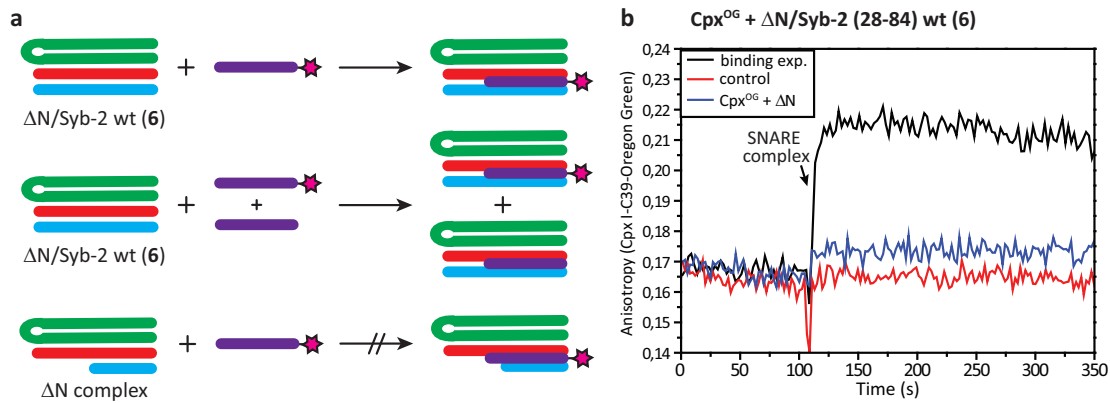 a
+
ΔN/Syb-2 wt (6)
+
+
ΔN/Syb-2 wt (6)
+
+
ΔN complex
b
Cpx^OG + ΔN/Syb-2 (28-84) wt (6)
Anisotropy (Cpx I-C39-Oregon Green)
0,24
0,23
0,22
0,21
0,20
0,19
0,18
0,17
0,16
0,15
0,14
binding exp.
control
Cpx^OG + ΔN
SNARE
complex
0 50 100 150 200 250 300 350
Time (s)